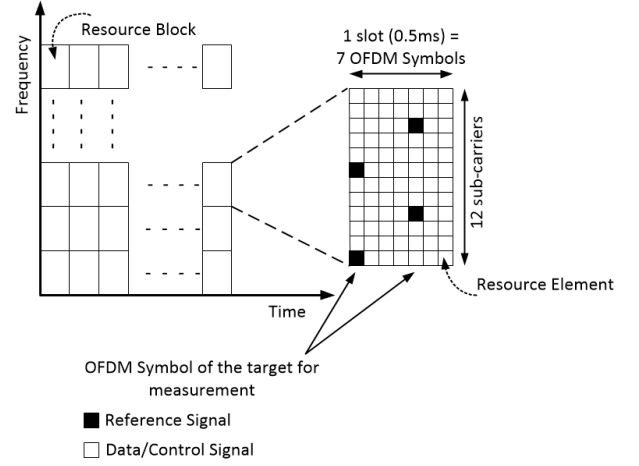 Resource Block
Frequency
1 slot (0.5ms) =
7 OFDM Symbols
12 sub-carriers
Resource Element
Time
OFDM Symbol of the target for
measurement
Reference Signal
Data/Control Signal